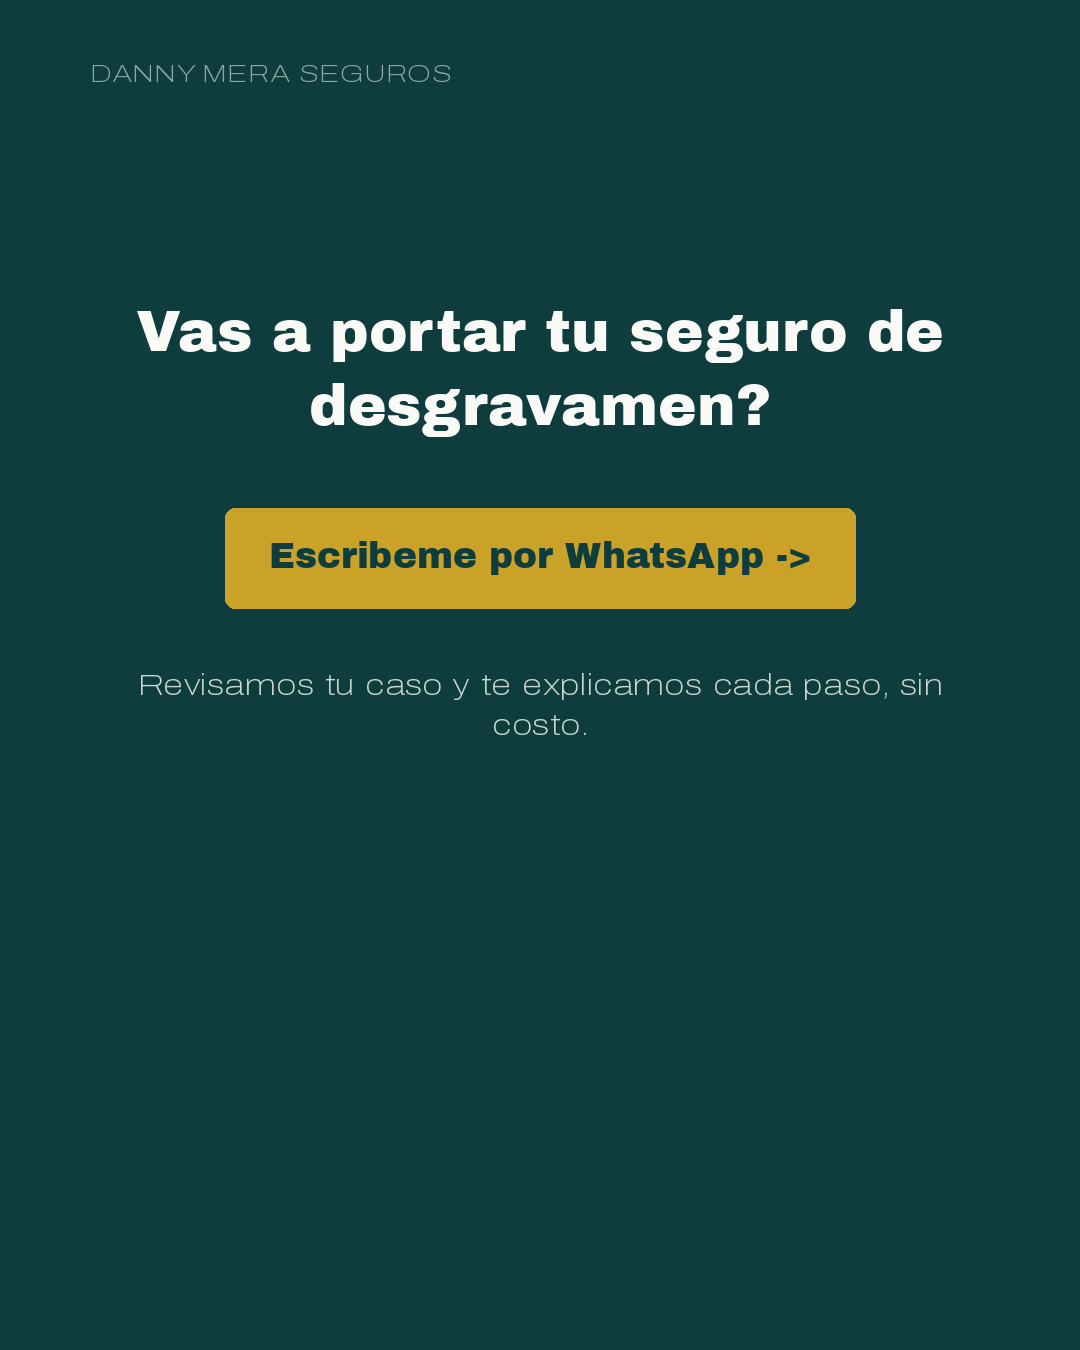 DANNY MERA SEGUROS
Vas a portar tu seguro de
desgravamen?
Escribeme por WhatsApp ->
Revisamos tu caso y te explicamos cada paso, sin
costo.